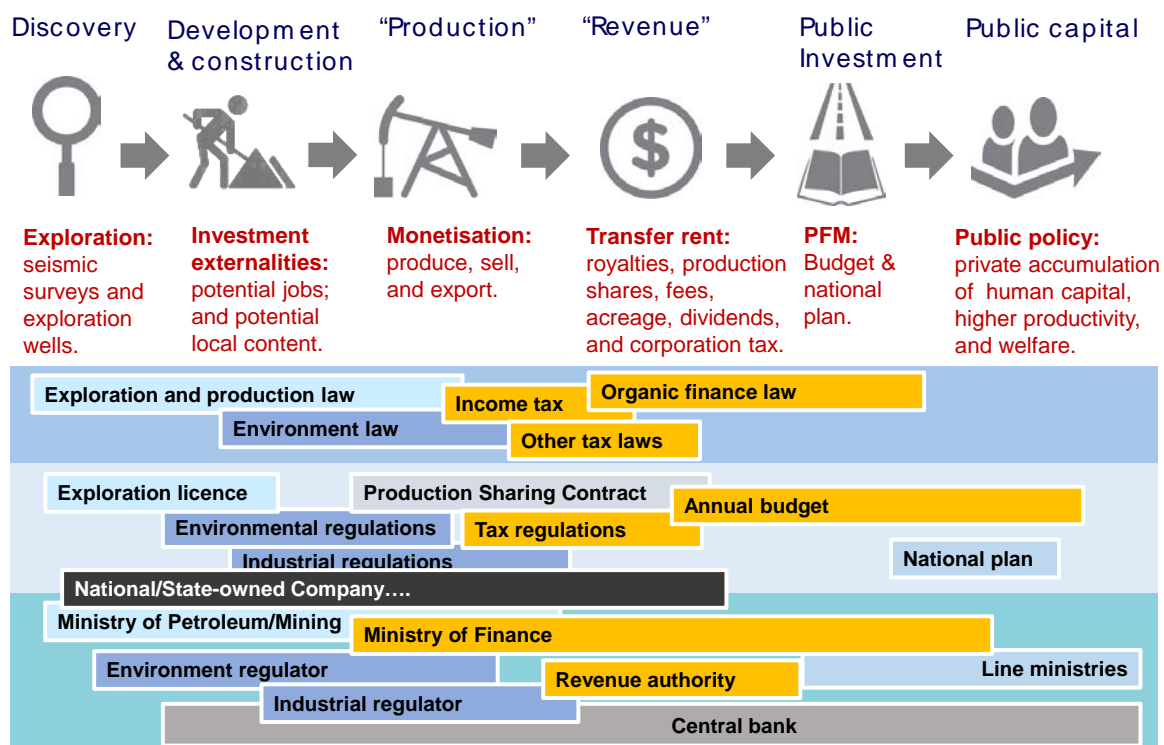 Discovery
Development
& construction
“Production”
“Revenue”
Public
Investment
Public capital
$
Exploration:
seismic
surveys and
exploration
wells.
Investment
externalities:
potential jobs;
and potential
local content.
Monetisation:
produce, sell,
and export.
Transfer rent:
royalties, production
shares, fees,
acreage, dividends,
and corporation tax.
PFM:
Budget &
national
plan.
Public policy:
private accumulation
of human capital,
higher productivity,
and welfare.
Exploration and production law
Income tax
Organic finance law
Environment law
Other tax laws
Exploration licence
Production Sharing Contract
Annual budget
Environmental regulations
Tax regulations
Industrial regulations
National plan
National/State-owned Company….
Ministry of Petroleum/Mining
Ministry of Finance
Environment regulator
Revenue authority
Line ministries
Industrial regulator
Central bank